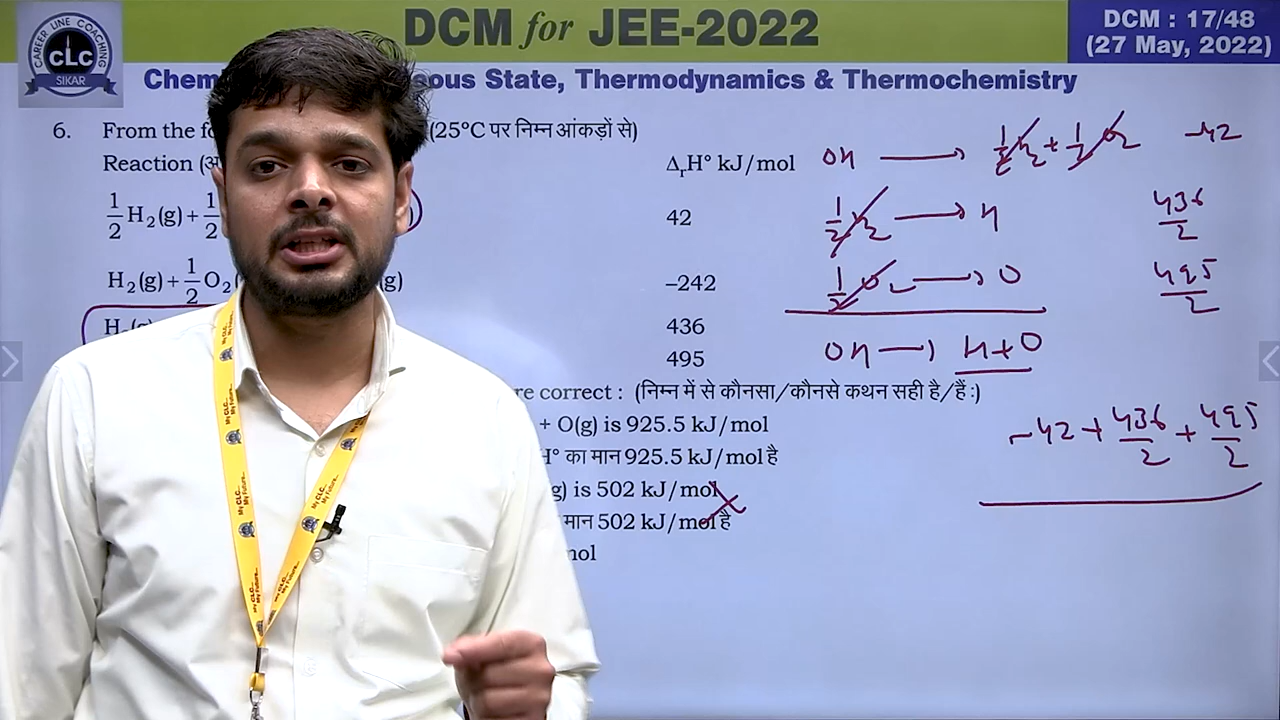 DCM for JEE-2022
DCM : 17/48
(27 May, 2022)
CAREER LINE COACHING
CLC
SIKAR
eous State, Thermodynamics & Thermochemistry
6. From the (25°C पर निम्न आंकड़ों से)
Reaction ΔrH° kJ/mol
1/2 H2(g) + 1/2 42
H2(g) + 1/2 O2 (g) –242
436
495
correct : (निम्न में से कौनसा/कौनसे कथन सही है/हैं :)
+ O(g) is 925.5 kJ/mol
H° का मान 925.5 kJ/mol है
is 502 kJ/mol
मान 502 kJ/mol है
OH → 1/2 H2 + 1/2 O2 -42
1/2 H2 → H 436/2
1/2 O2 → O 495/2
OH → H+O
-42 + 436/2 + 495/2
My CLC...
My Future...